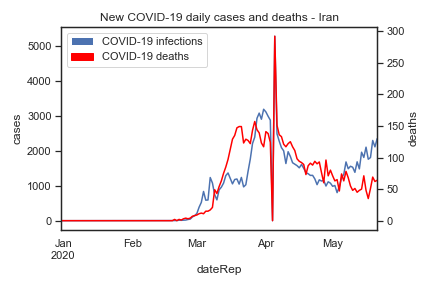 New COVID-19 daily cases and deaths - Iran
COVID-19 infections
COVID-19 deaths
cases
5000
4000
3000
2000
1000
0
deaths
300
250
200
150
100
50
0
Jan
2020
Feb
Mar
Apr
May
dateRep